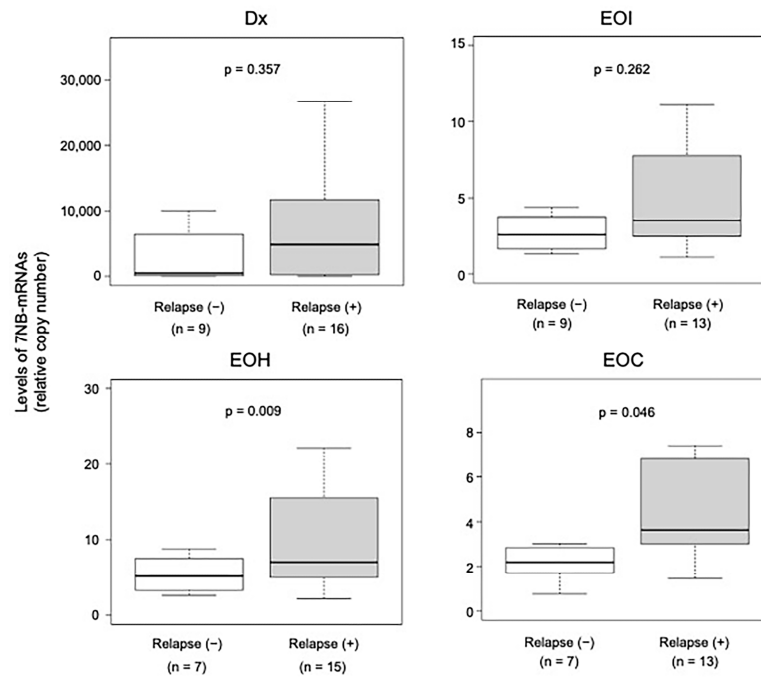 Levels of 7NB-mRNAs
(relative copy number)
Dx
p = 0.357
30,000
20,000
10,000
0
Relapse (−)
(n = 9)
Relapse (+)
(n = 16)
EOI
p = 0.262
15
10
5
0
Relapse (−)
(n = 9)
Relapse (+)
(n = 13)
EOH
p = 0.009
30
20
10
0
Relapse (−)
(n = 7)
Relapse (+)
(n = 15)
EOC
p = 0.046
8
6
4
2
0
Relapse (−)
(n = 7)
Relapse (+)
(n = 13)